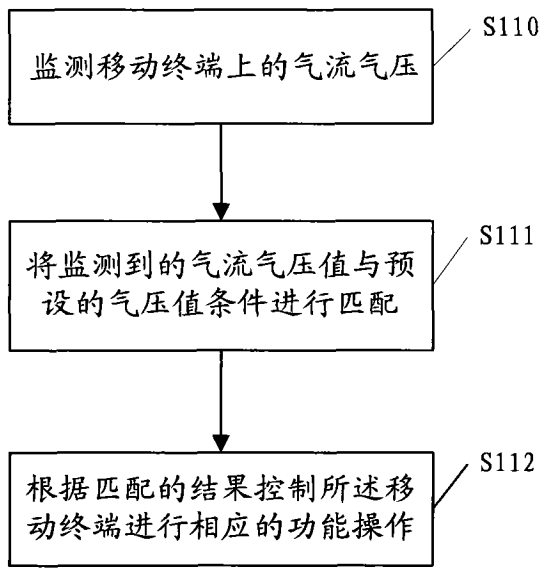 S110
监测移动终端上的气流气压
S111
将监测到的气流气压值与预
设的气压值条件进行匹配
S112
根据匹配的结果控制所述移
动终端进行相应的功能操作